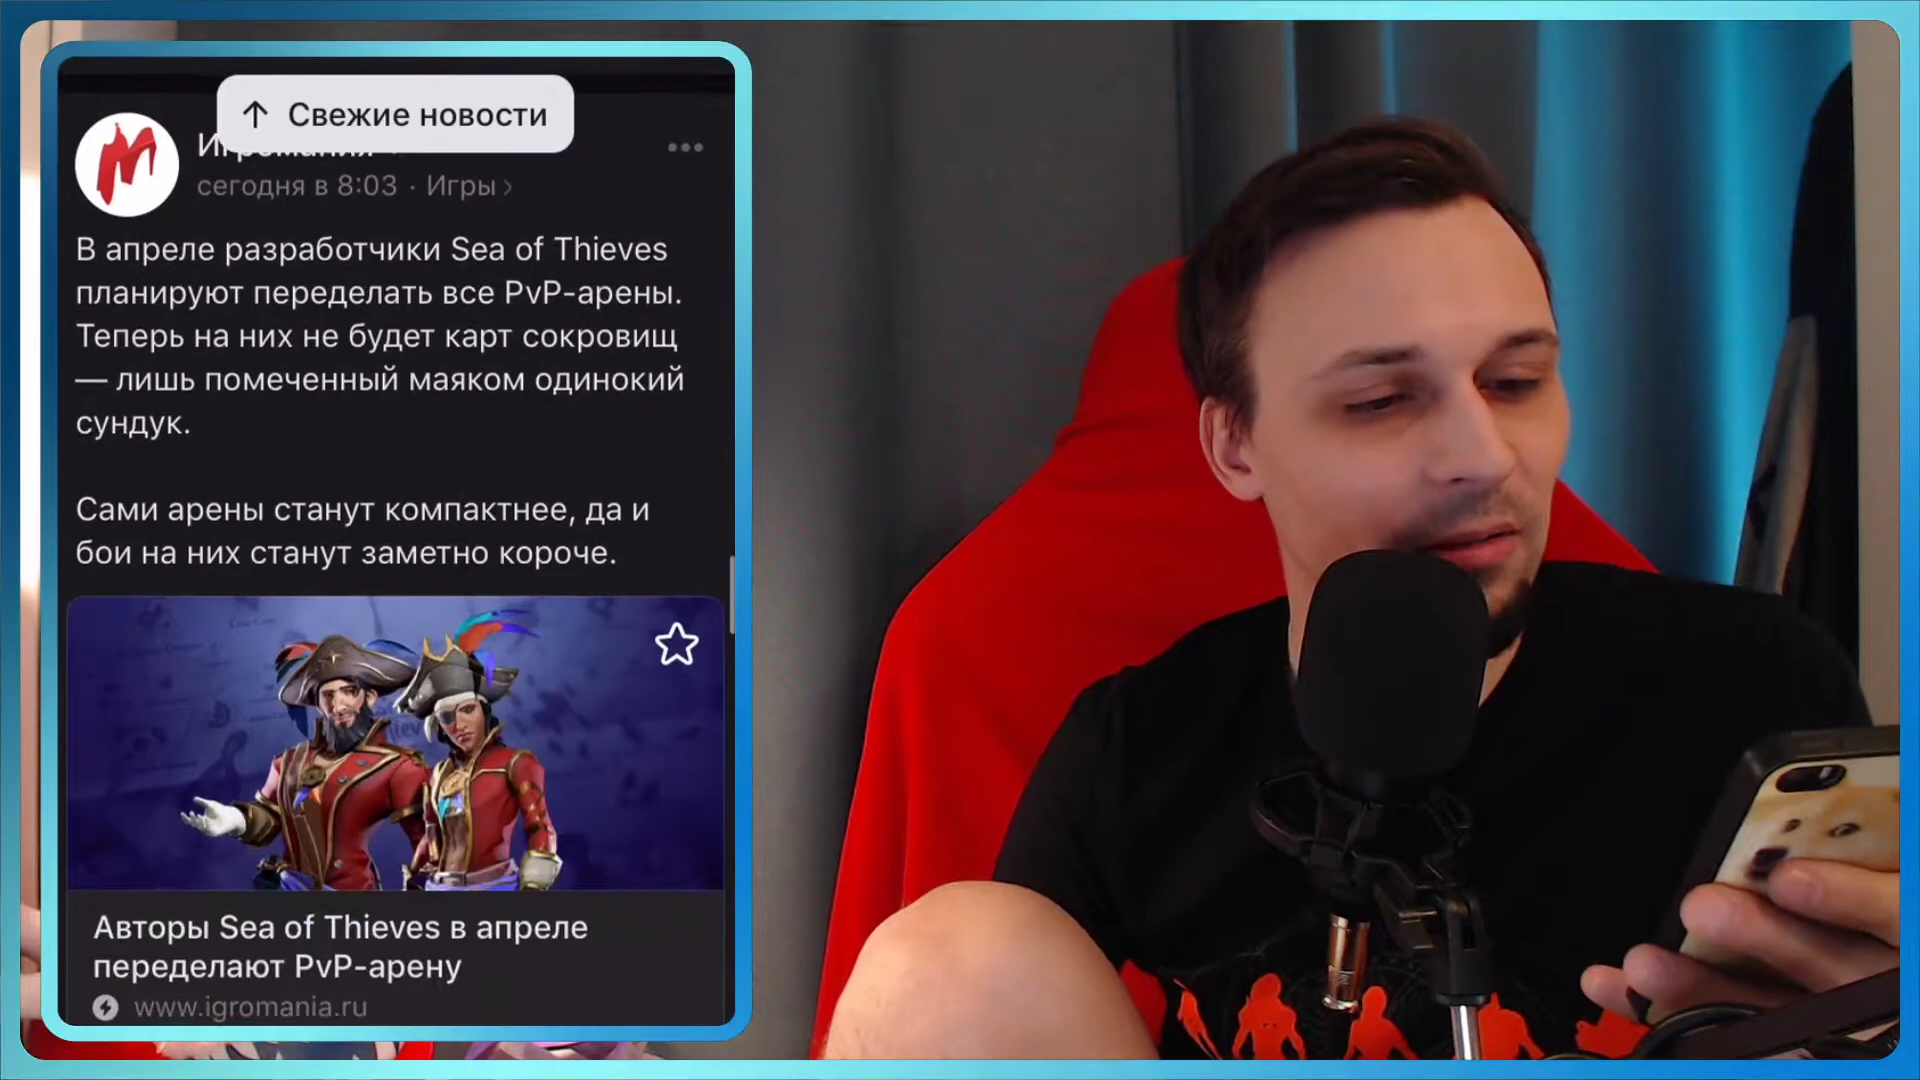 Свежие новости
Игромания
сегодня в 8:03 · Игры
В апреле разработчики Sea of Thieves
планируют переделать все PvP-арены.
Теперь на них не будет карт сокровищ
— лишь помеченный маяком одинокий
сундук.
Сами арены станут компактнее, да и
бои на них станут заметно короче.
Авторы Sea of Thieves в апреле
переделают PvP-арену
www.igromania.ru